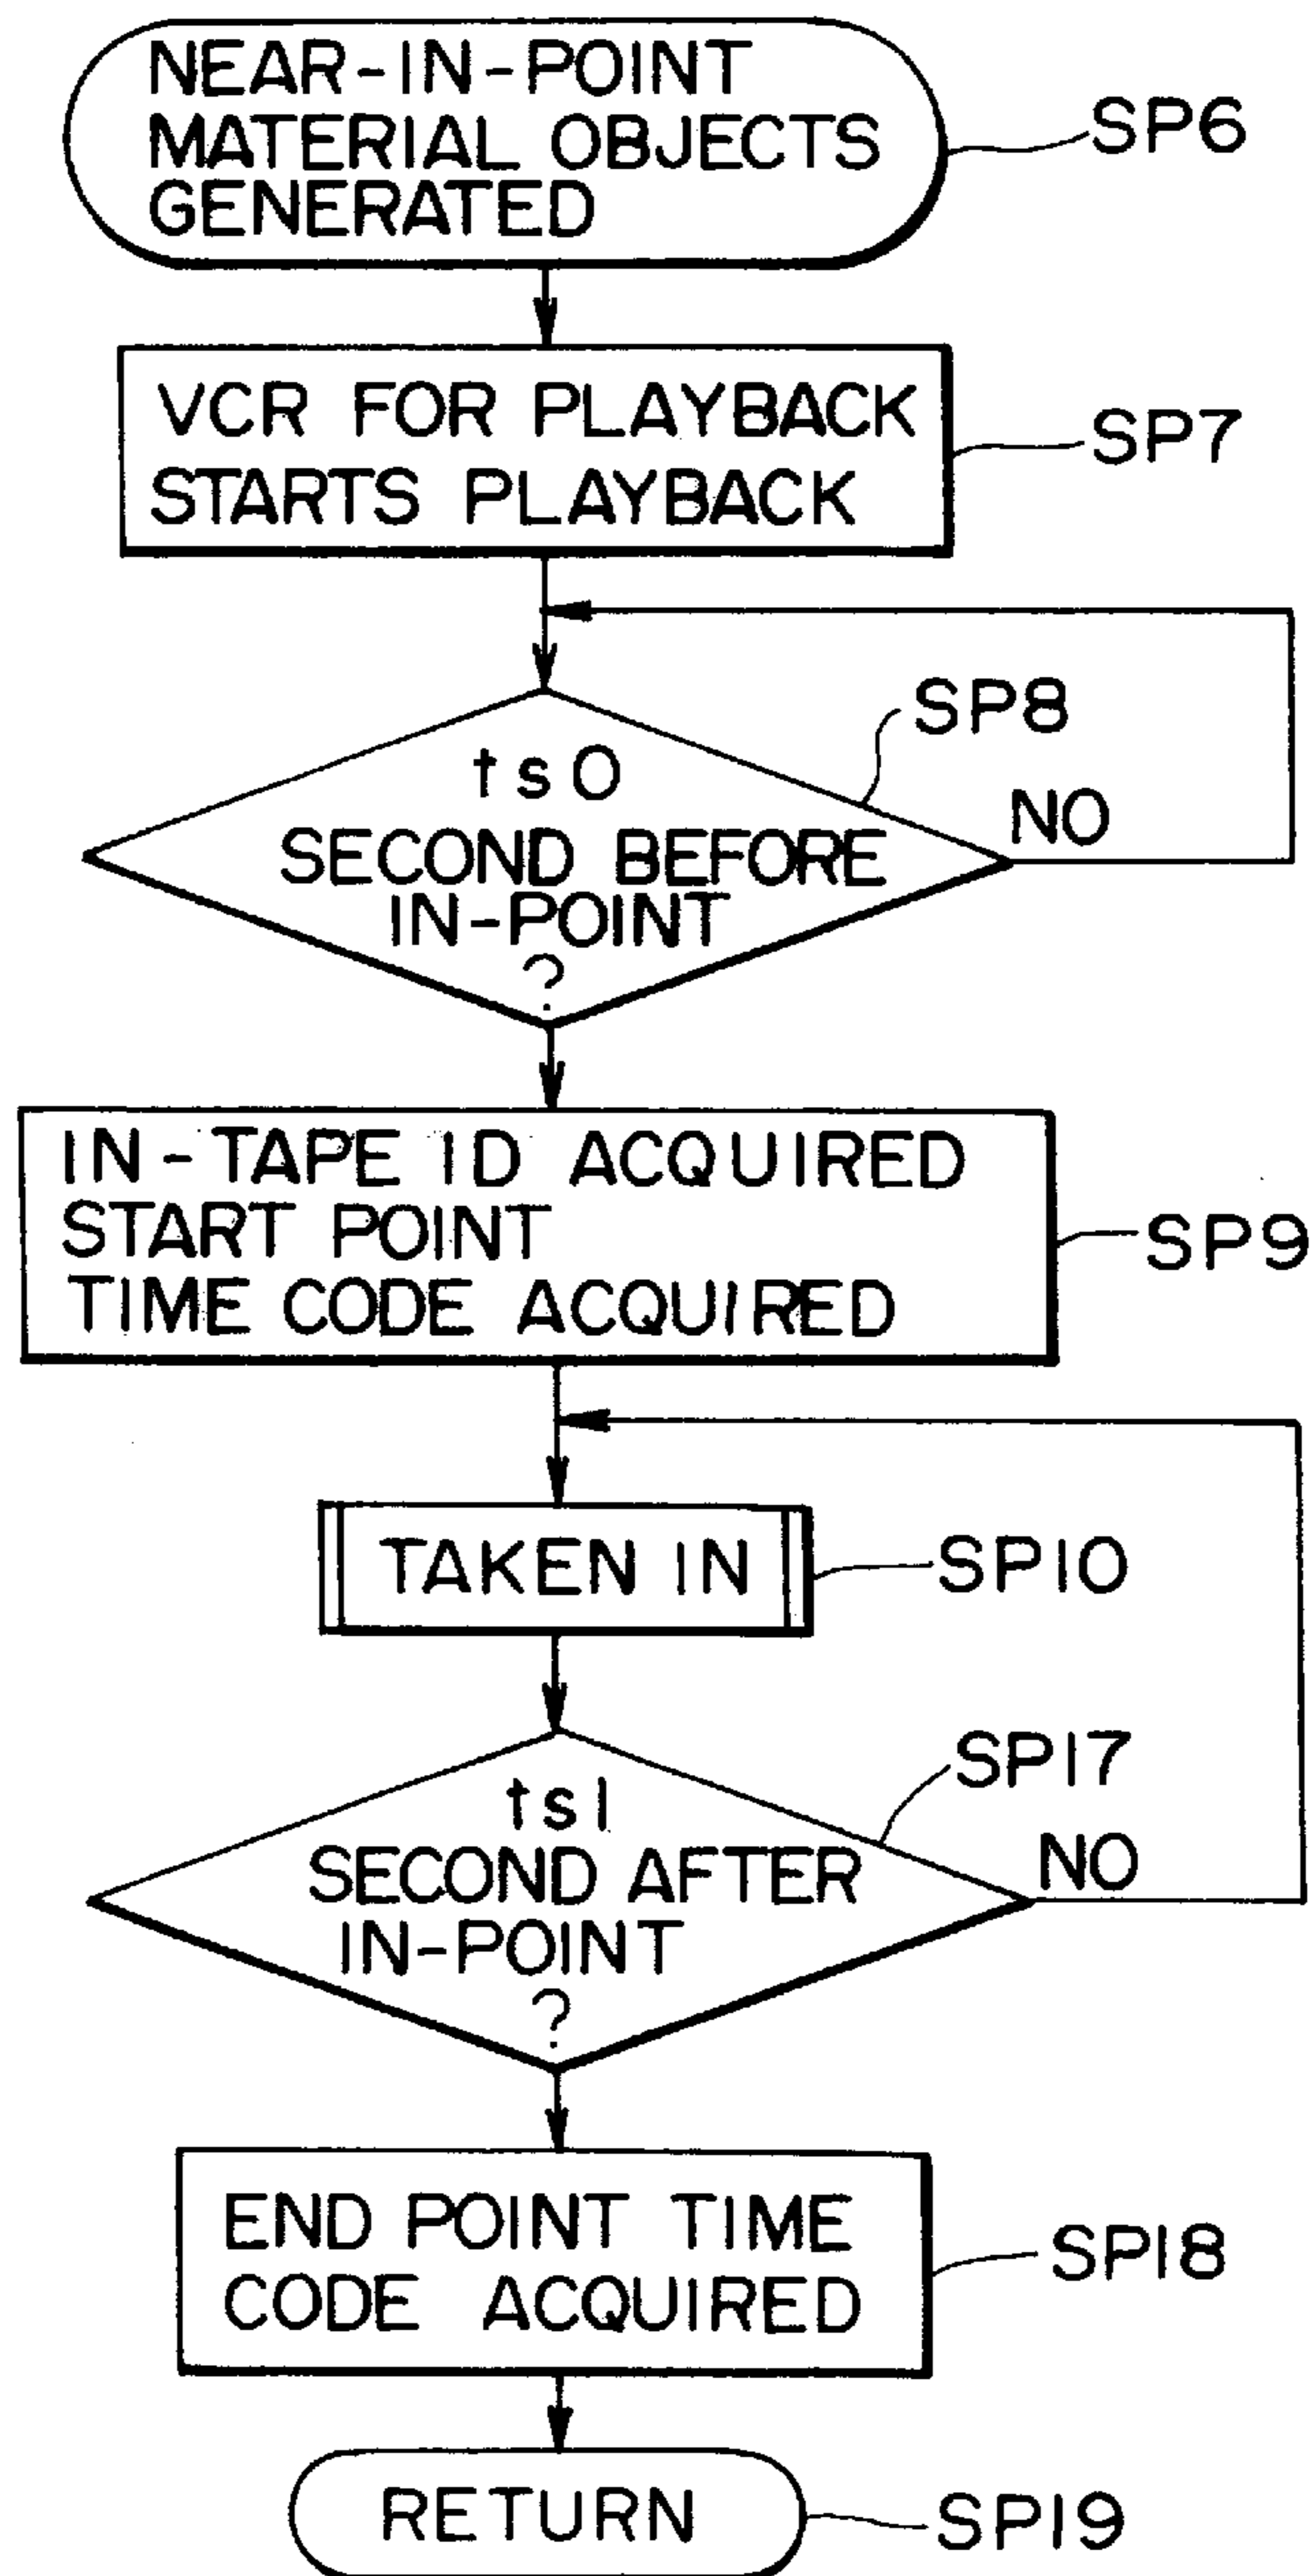 NEAR-IN-POINT
MATERIAL OBJECTS
GENERATED
SP6
VCR FOR PLAYBACK
STARTS PLAYBACK
SP7
SP8
ts0
SECOND BEFORE
IN-POINT
?
NO
IN-TAPE ID ACQUIRED
START POINT
TIME CODE ACQUIRED
SP9
TAKEN IN
SP10
SP17
ts1
SECOND AFTER
IN-POINT
?
NO
END POINT TIME
CODE ACQUIRED
SP18
RETURN
SP19